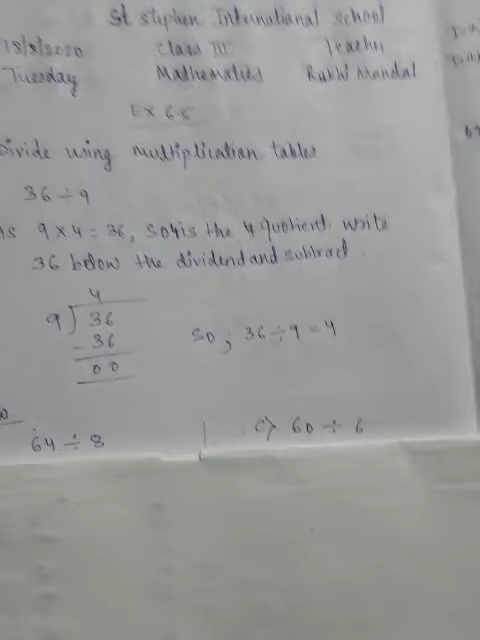 St Stephen International School
18/8/2020 Class III Teacher
Tuesday Mathematics Rakhi Mandal
Ex 6.5
Divide using multiplication tables
36 ÷ 9
As 9 x 4 = 36, So 4 is the 4 quotient. write
36 below the dividend and subtract.
4
9) 36
- 36
00
So, 36 ÷ 9 = 4
64 ÷ 8 c> 60 ÷ 6